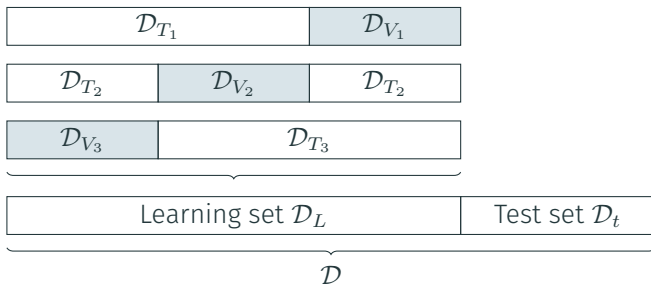 𝒟_{T_1} 𝒟_{V_1}
𝒟_{T_2} 𝒟_{V_2} 𝒟_{T_2}
𝒟_{V_3} 𝒟_{T_3}
Learning set 𝒟_L Test set 𝒟_t
𝒟